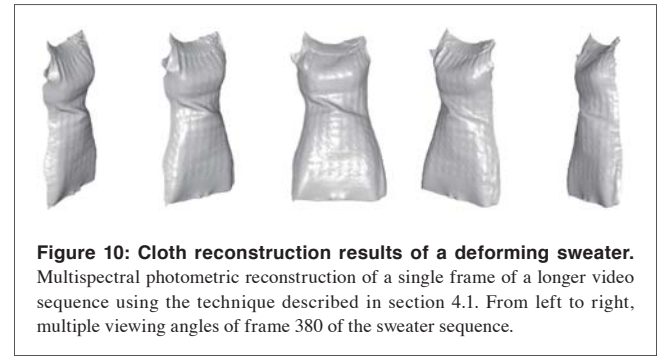 Figure 10: Cloth reconstruction results of a deforming sweater.
Multispectral photometric reconstruction of a single frame of a longer video
sequence using the technique described in section 4.1. From left to right,
multiple viewing angles of frame 380 of the sweater sequence.